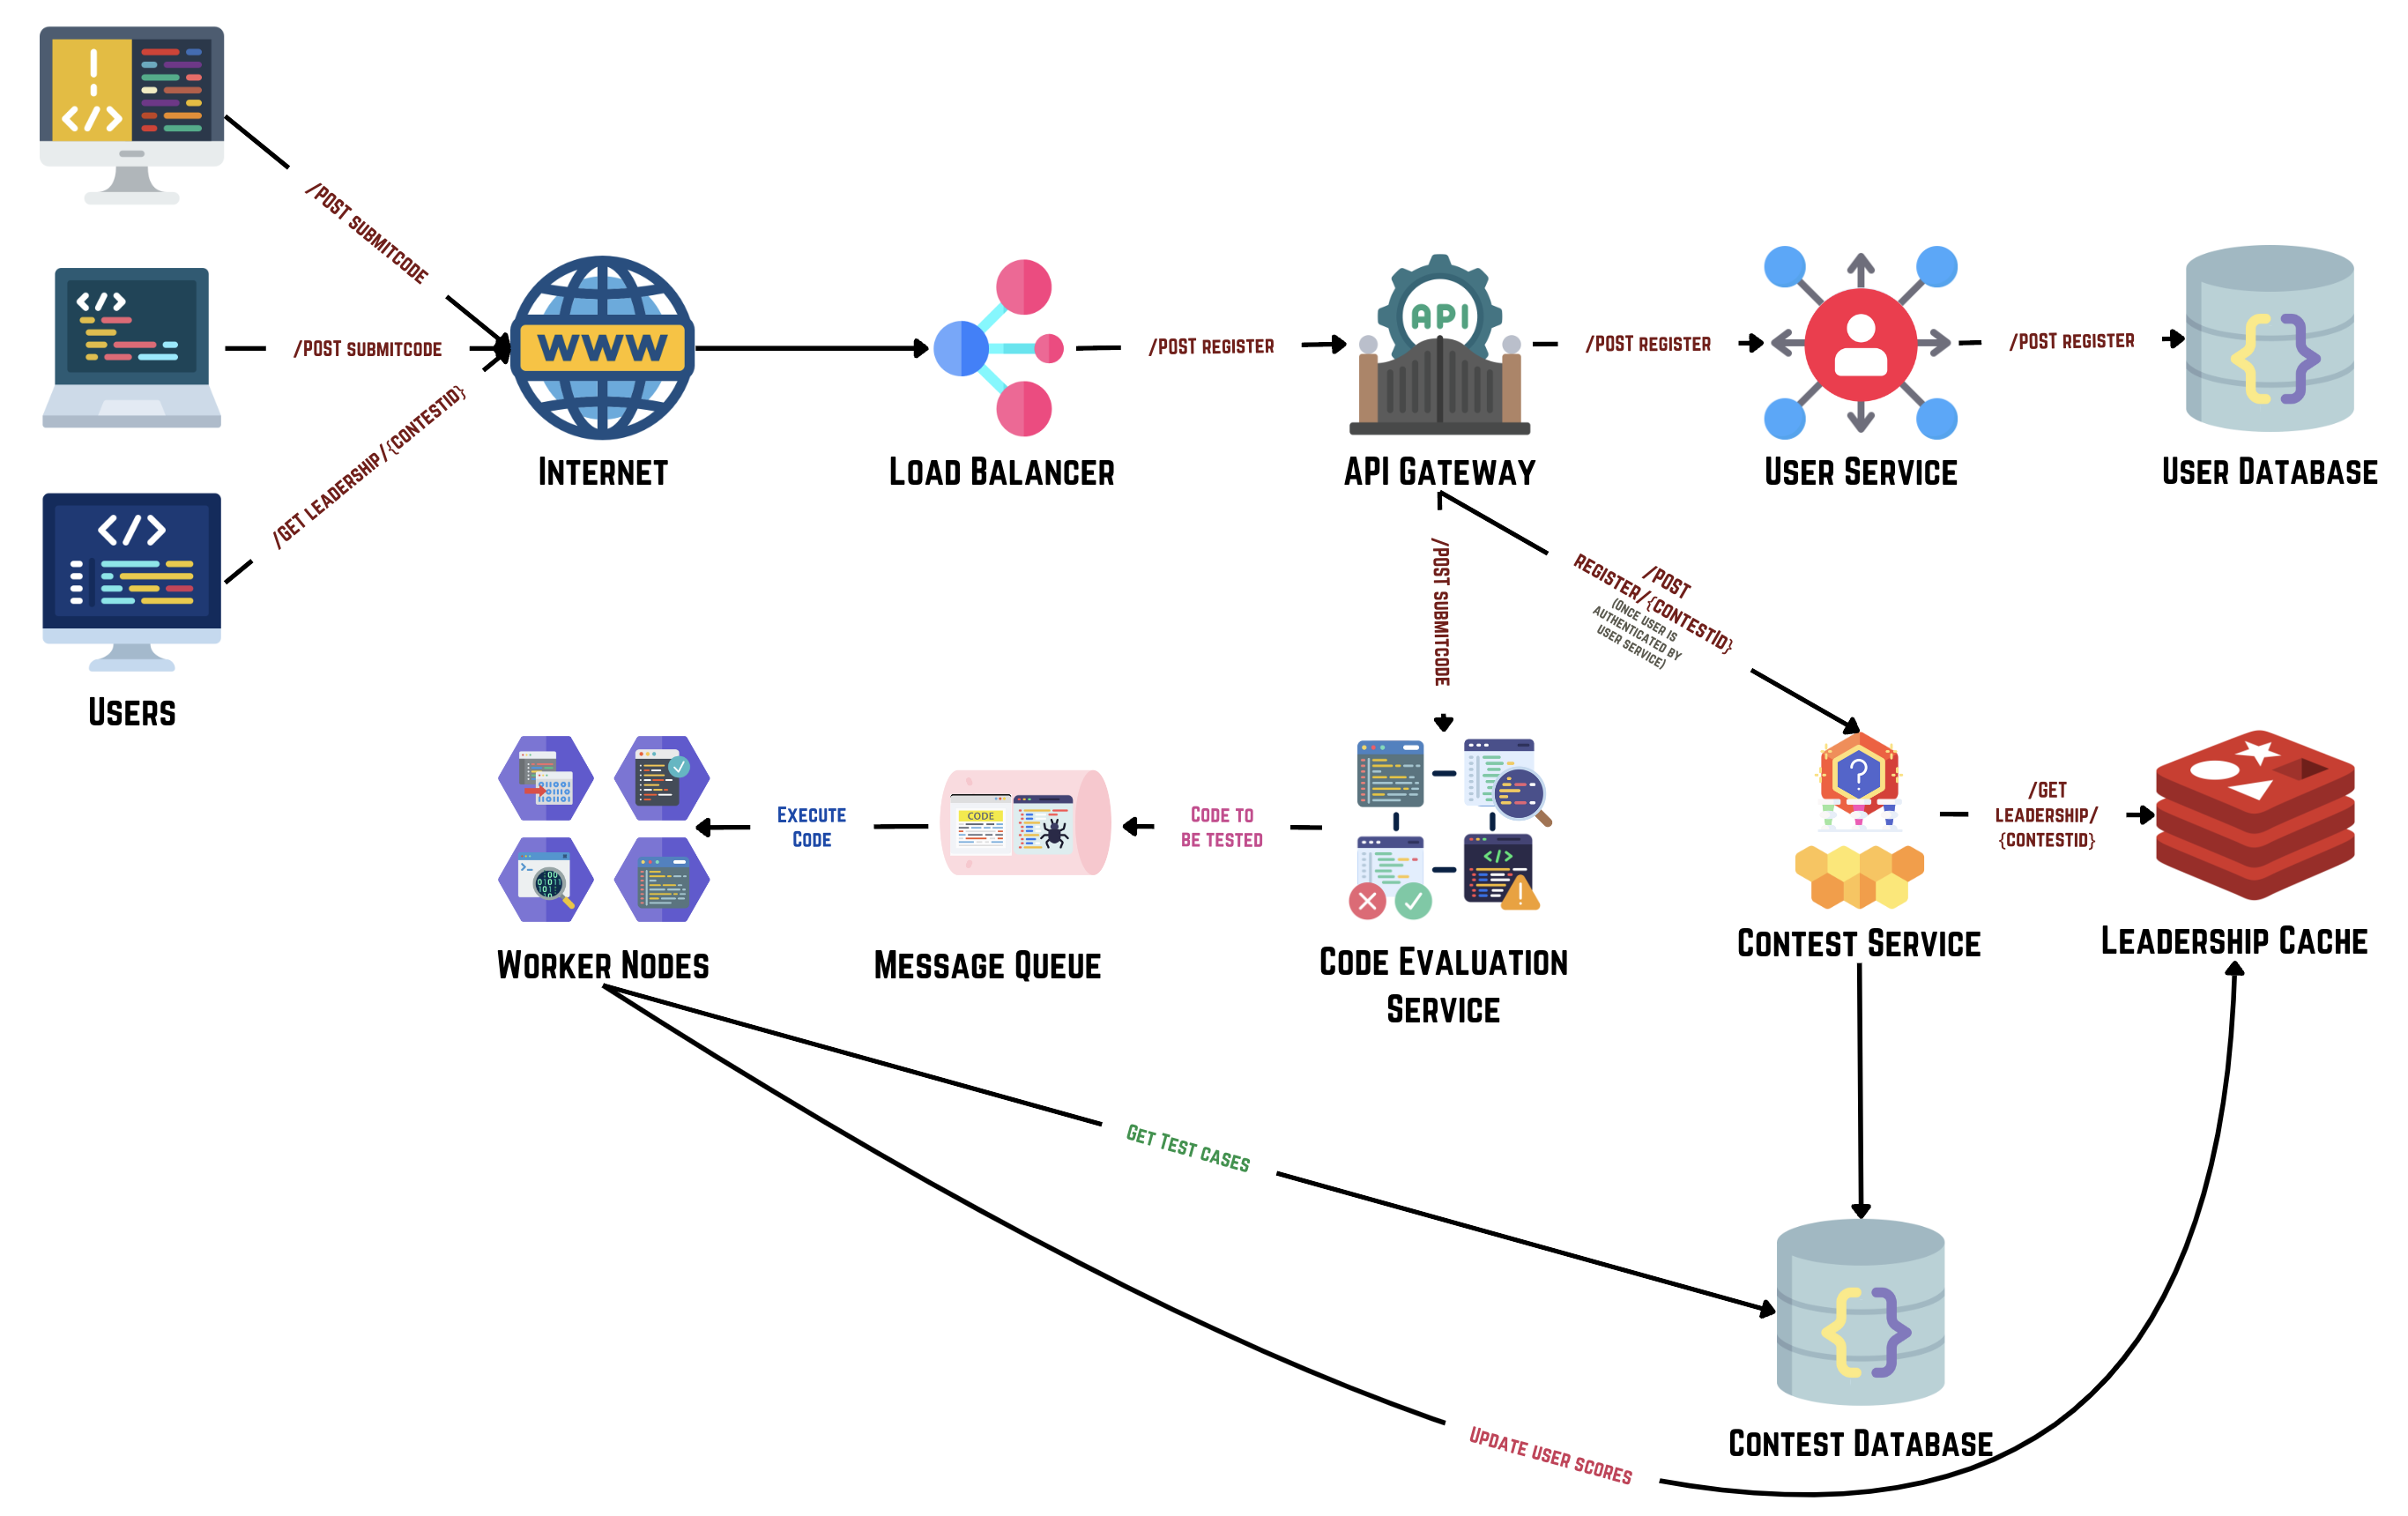 /POST SUBMITCODE
/POST SUBMITCODE
/GET LEADERSHIP/{CONTESTID}
USERS
WWW
INTERNET
LOAD BALANCER
/POST REGISTER
API
API GATEWAY
/POST REGISTER
USER SERVICE
/POST REGISTER
USER DATABASE
/POST SUBMITCODE
/POST
REGISTER/{CONTESTID}
(ONCE USER IS
AUTHENTICATED BY
USER SERVICE)
WORKER NODES
EXECUTE
CODE
CODE
MESSAGE QUEUE
CODE TO
BE TESTED
CODE EVALUATION
SERVICE
CONTEST SERVICE
/GET
LEADERSHIP/
{CONTESTID}
LEADERSHIP CACHE
GET TEST CASES
UPDATE USER SCORES
CONTEST DATABASE